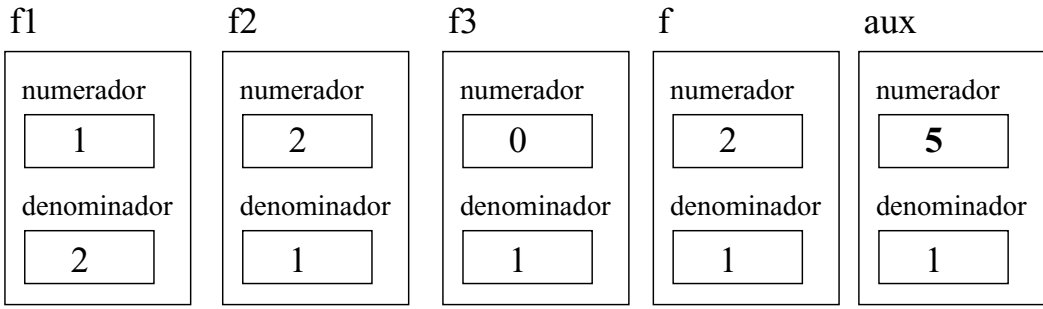 f1 f2 f3 f aux
numerador numerador numerador numerador numerador
1 2 0 2 5
denominador denominador denominador denominador denominador
2 1 1 1 1